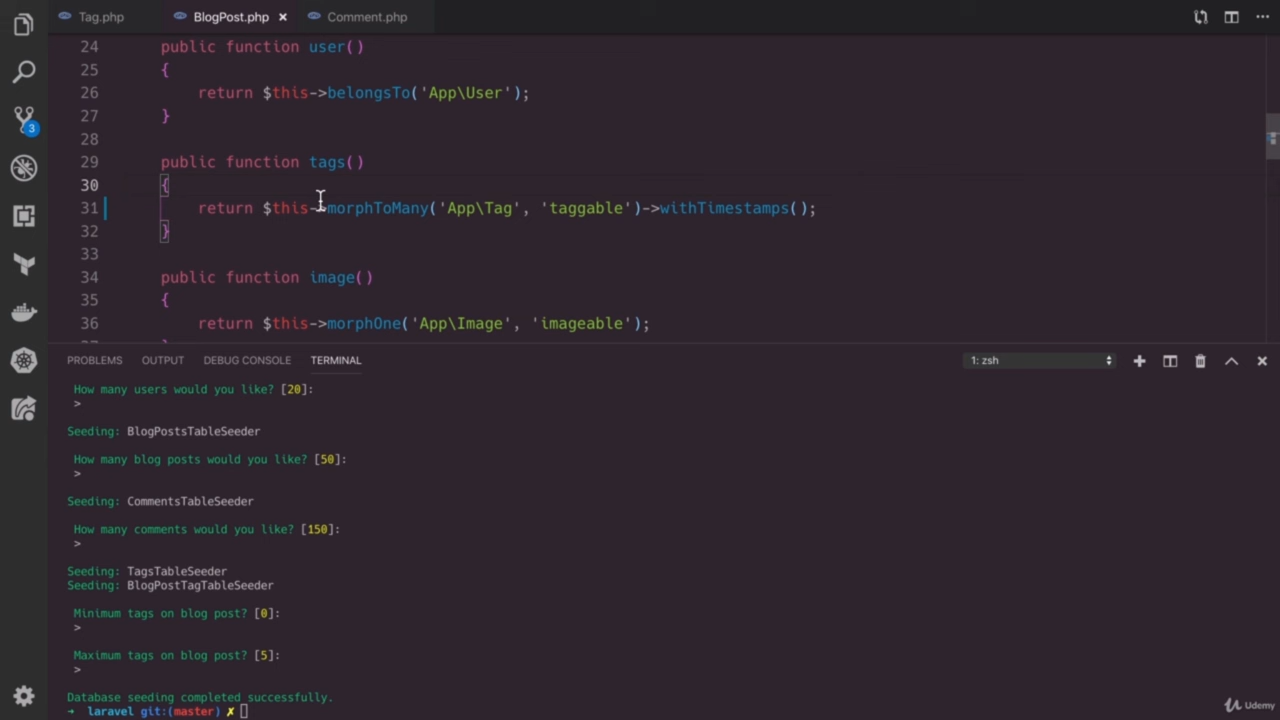 Tag.php
BlogPost.php
Comment.php
24 public function user()
25 {
26 return $this->belongsTo('App\User');
27 }
28
29 public function tags()
30 {
31 return $this->morphToMany('App\Tag', 'taggable')->withTimestamps();
32 }
33
34 public function image()
35 {
36 return $this->morphOne('App\Image', 'imageable');
3
PROBLEMS OUTPUT DEBUG CONSOLE TERMINAL 1: zsh
How many users would you like? [20]:
>
Seeding: BlogPostsTableSeeder
How many blog posts would you like? [50]:
>
Seeding: CommentsTableSeeder
How many comments would you like? [150]:
>
Seeding: TagsTableSeeder
Seeding: BlogPostTagTableSeeder
Minimum tags on blog post? [0]:
>
Maximum tags on blog post? [5]:
>
Database seeding completed successfully.
➜ laravel git:(master) ✗
Udemy